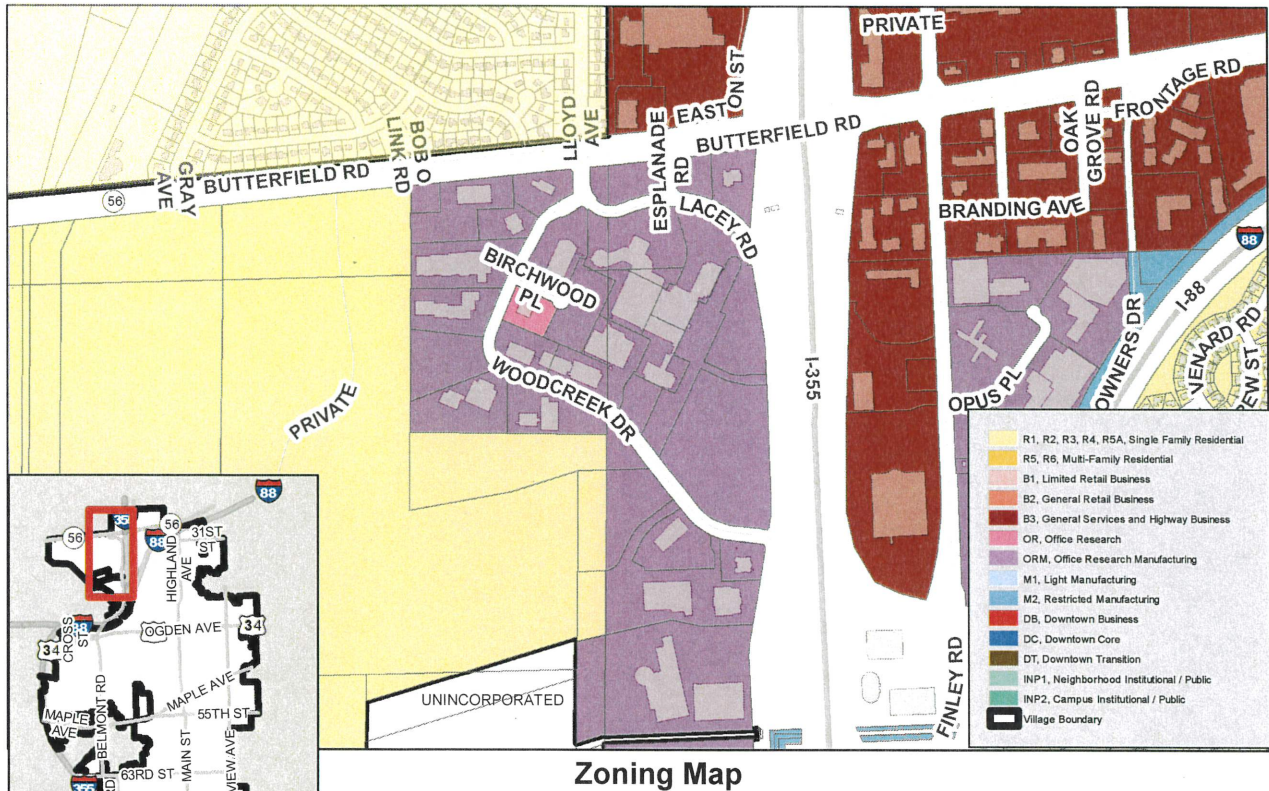 PRIVATE
EASTON ST
FRONTAGE RD
OAK
GROVE RD
BUTTERFIELD RD
LLOYD
AVE
BOB O
LINK RD
ESPLANADE
RD
GRAY
AVE
BUTTERFIELD RD
56
LACEY RD
BRANDING AVE
88
BIRCHWOOD
PL
I-88
OWNERS DR
VENARD RD
REW ST
I-355
OPUS PL
WOODCREEK DR
PRIVATE
UNINCORPORATED
FINLEY RD
R1, R2, R3, R4, R5A, Single Family Residential
R5, R6, Multi-Family Residential
B1, Limited Retail Business
B2, General Retail Business
B3, General Services and Highway Business
OR, Office Research
ORM, Office Research Manufacturing
M1, Light Manufacturing
M2, Restricted Manufacturing
DB, Downtown Business
DC, Downtown Core
DT, Downtown Transition
INP1, Neighborhood Institutional / Public
INP2, Campus Institutional / Public
Village Boundary
88
56
56
88
31ST
ST
HIGHLAND
AVE
CROSS
ST
34
OGDEN AVE
34
BELMONT RD
MAPLE AVE
MAPLE
AVE
55TH ST
MAIN ST
VIEW AVE
63RD ST
355
RD
Zoning Map